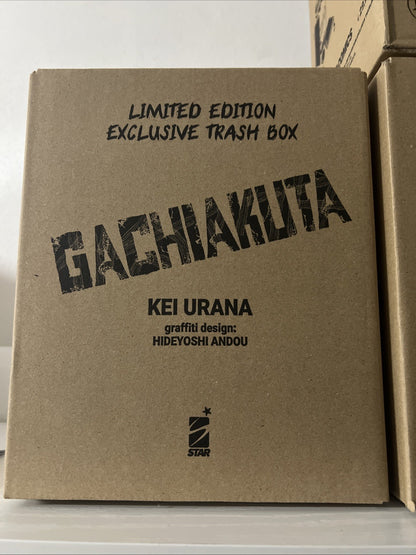 LIMITED EDITION
EXCLUSIVE TRASH BOX
GACHIAKUTA
KEI URANA
graffiti design:
HIDEYOSHI ANDOU
STAR